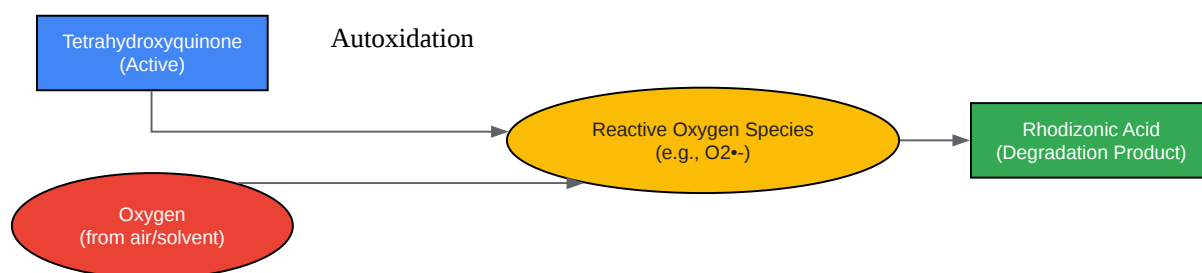 Tetrahydroxyquinone
(Active)
Autoxidation
Reactive Oxygen Species
(e.g., O2•-)
Rhodizonic Acid
(Degradation Product)
Oxygen
(from air/solvent)